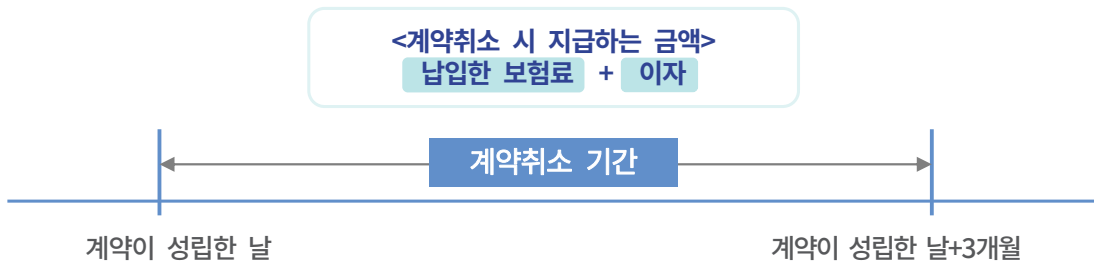 <계약취소 시 지급하는 금액>
납입한 보험료 + 이자
계약취소 기간
계약이 성립한 날
계약이 성립한 날+3개월